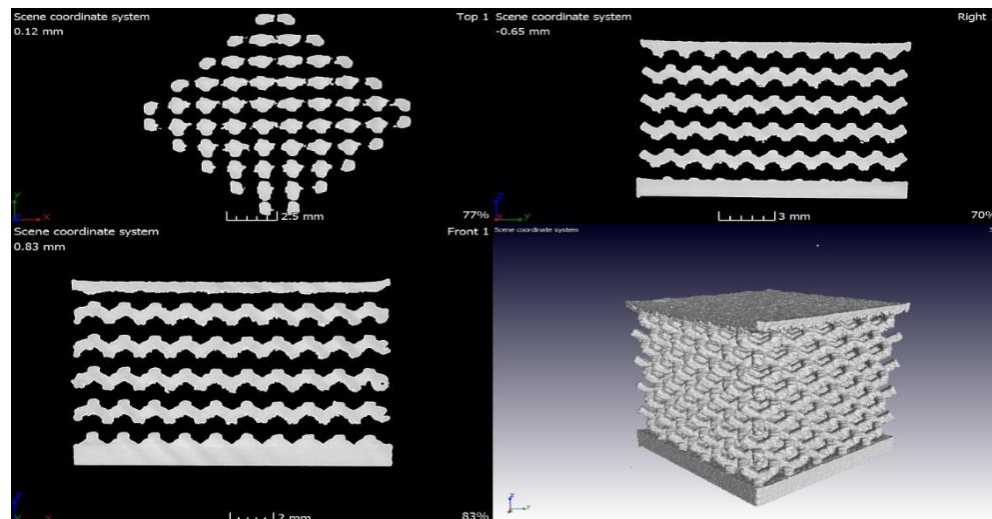 Scene coordinate system
0.12 mm
Top 1
2.5 mm
77%
Scene coordinate system
-0.65 mm
Right
3 mm
70%
Scene coordinate system
0.83 mm
Front 1
2 mm
83%
Scene coordinate system